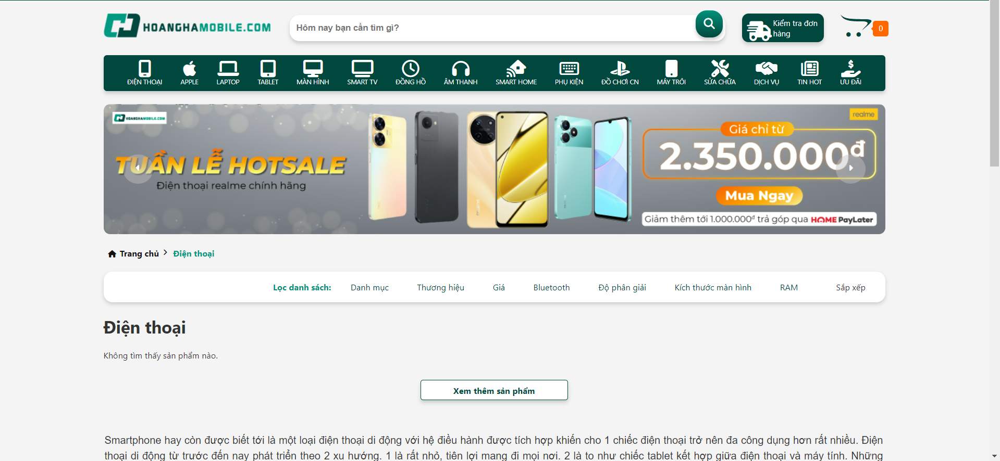 HOANGHAMOBILE.COM
Hôm nay bạn cần tìm gì?
Kiểm tra đơn
hàng
0
ĐIỆN THOẠI
APPLE
LAPTOP
TABLET
MÀN HÌNH
SMART TV
ĐỒNG HỒ
ÂM THANH
SMART HOME
PHỤ KIỆN
ĐỒ CHƠI CN
MÁY TRÔI
SỬA CHỮA
DỊCH VỤ
TIN HOT
ƯU ĐÃI
HOANGHAMOBILE.COM
realme
TUẦN LỄ HOTSALE
Điện thoại realme chính hãng
Giá chỉ từ
2.350.000đ
Mua Ngay
Giảm thêm tới 1.000.000đ trả góp qua HOME PayLater
Trang chủ
Điện thoại
Lọc danh sách:
Danh mục
Thương hiệu
Giá
Bluetooth
Độ phân giải
Kích thước màn hình
RAM
Sắp xếp
Điện thoại
Không tìm thấy sản phẩm nào.
Xem thêm sản phẩm
Smartphone hay còn được biết tới là một loại điện thoại di động với hệ điều hành được tích hợp khiến cho 1 chiếc điện thoại trở nên đa công dụng hơn rất nhiều. Điện
thoại di động từ trước đến nay phát triển theo 2 xu hướng. 1 là rất nhỏ, tiện lợi mang đi mọi nơi. 2 là to như chiếc tablet kết hợp giữa điện thoại và máy tính. Những